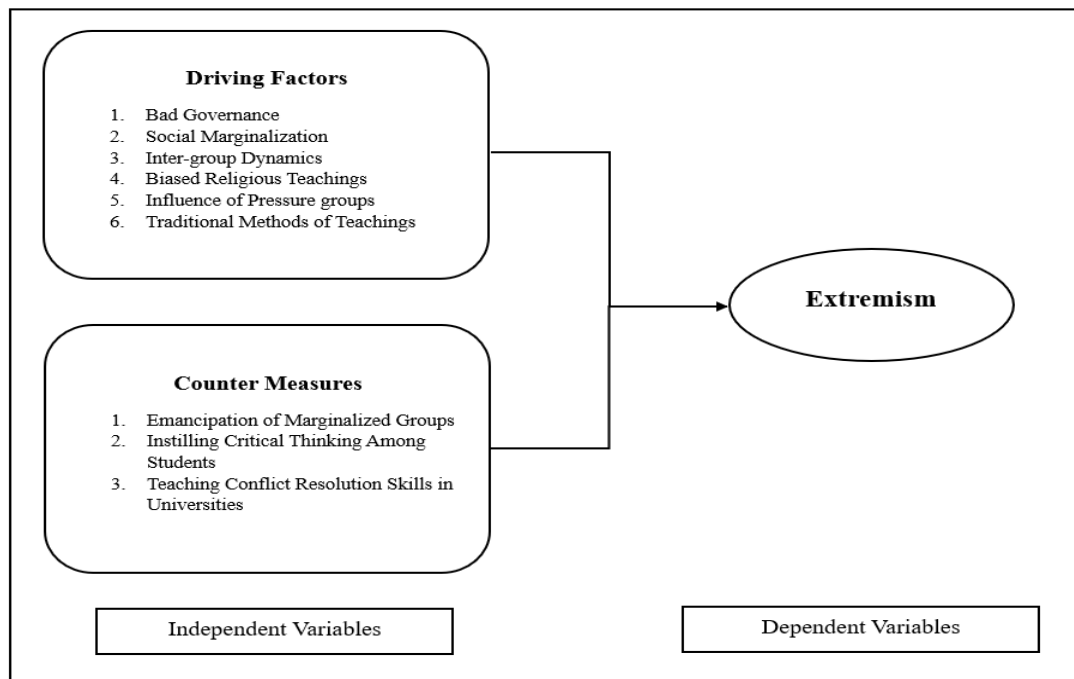 Driving Factors
1. Bad Governance
2. Social Marginalization
3. Inter-group Dynamics
4. Biased Religious Teachings
5. Influence of Pressure groups
6. Traditional Methods of Teachings
Extremism
Counter Measures
1. Emancipation of Marginalized Groups
2. Instilling Critical Thinking Among
Students
3. Teaching Conflict Resolution Skills in
Universities
Independent Variables
Dependent Variables